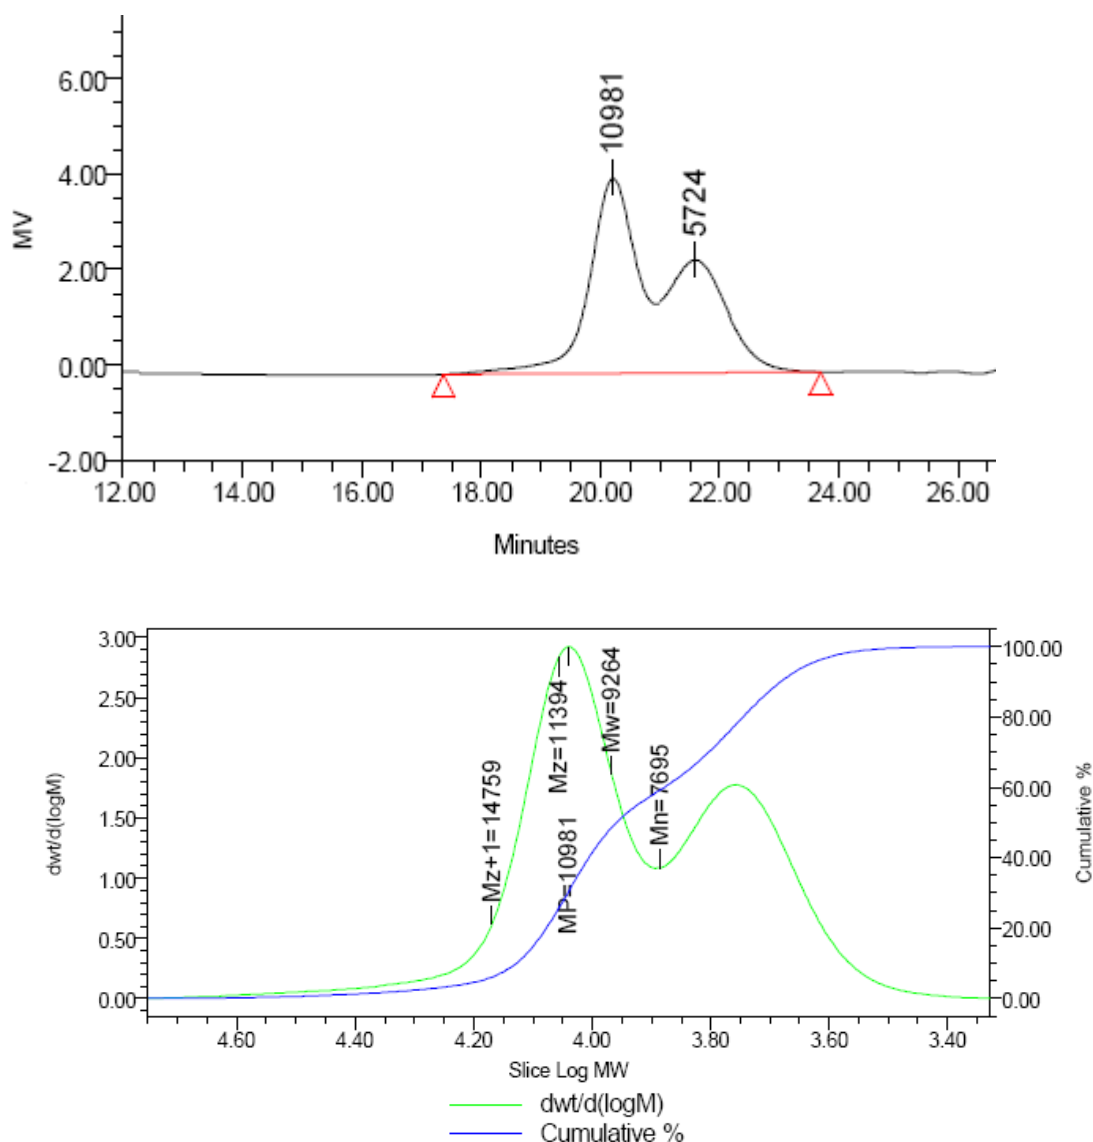 6.00
4.00
2.00
0.00
-2.00
MV
10981
5724
12.00 14.00 16.00 18.00 20.00 22.00 24.00 26.00
Minutes
3.00
2.50
2.00
1.50
1.00
0.50
0.00
dwt/d(logM)
Mz+1=14759
Mz=11394
MP=10981
Mw=9264
Mn=7695
100.00
80.00
60.00
40.00
20.00
0.00
Cumulative %
4.60 4.40 4.20 4.00 3.80 3.60 3.40
Slice Log MW
dwt/d(logM)
Cumulative %